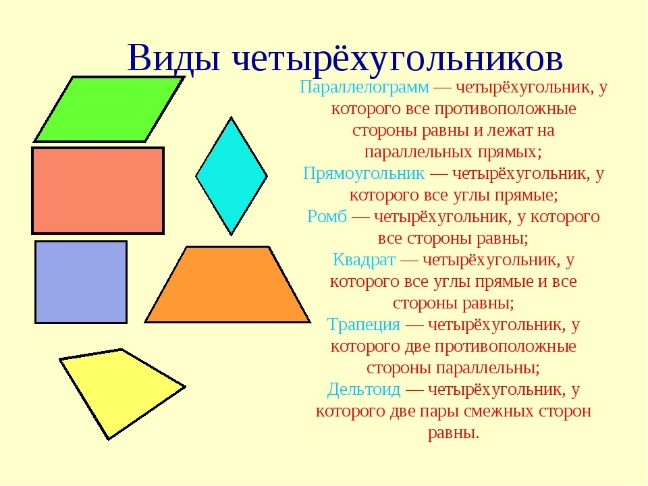 Виды четырёхугольников
Параллелограмм — четырёхугольник, у
которого все противоположные
стороны равны и лежат на
параллельных прямых;
Прямоугольник — четырёхугольник, у
которого все углы прямые;
Ромб — четырёхугольник, у которого
все стороны равны;
Квадрат — четырёхугольник, у
которого все углы прямые и все
стороны равны;
Трапеция — четырёхугольник, у
которого две противоположные
стороны параллельны;
Дельтоид — четырёхугольник, у
которого две пары смежных сторон
равны.